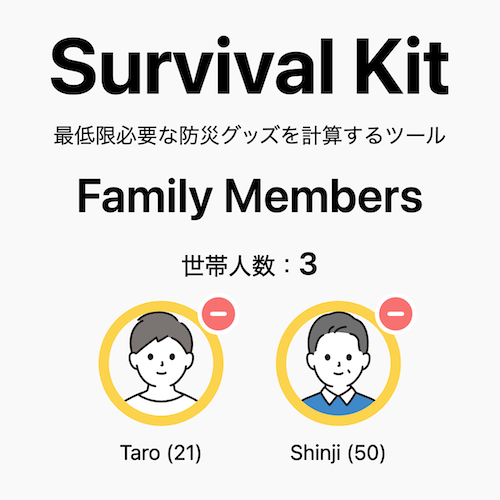 Survival Kit
最低限必要な防災グッズを計算するツール
Family Members
世帯人数：3
Taro (21)
Shinji (50)